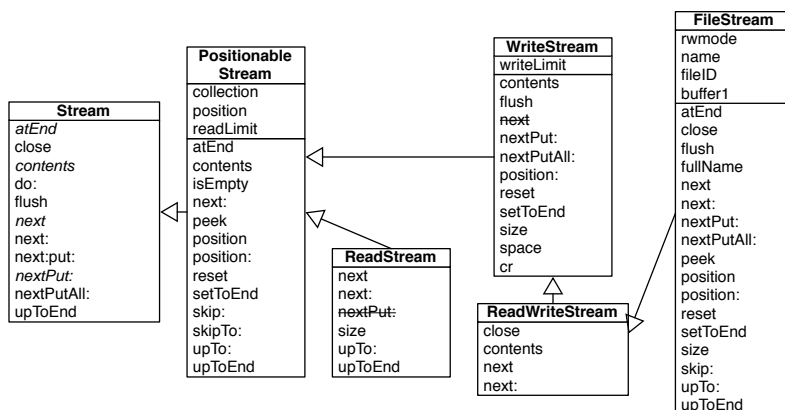 Stream
atEnd
close
contents
do:
flush
next
next:
next:put:
nextPut:
nextPutAll:
upToEnd
Positionable
Stream
collection
position
readLimit
atEnd
contents
isEmpty
next:
peek
position
position:
reset
setToEnd
skip:
skipTo:
upTo:
upToEnd
ReadStream
next
next:
nextPut:
size
upTo:
upToEnd
WriteStream
writeLimit
contents
flush
next
nextPut:
nextPutAll:
position:
reset
setToEnd
size
space
cr
ReadWriteStream
close
contents
next
next:
FileStream
rwmode
name
fileID
buffer1
atEnd
close
flush
fullName
next
next:
nextPut:
nextPutAll:
peek
position
position:
reset
setToEnd
size
skip:
upTo:
upToEnd